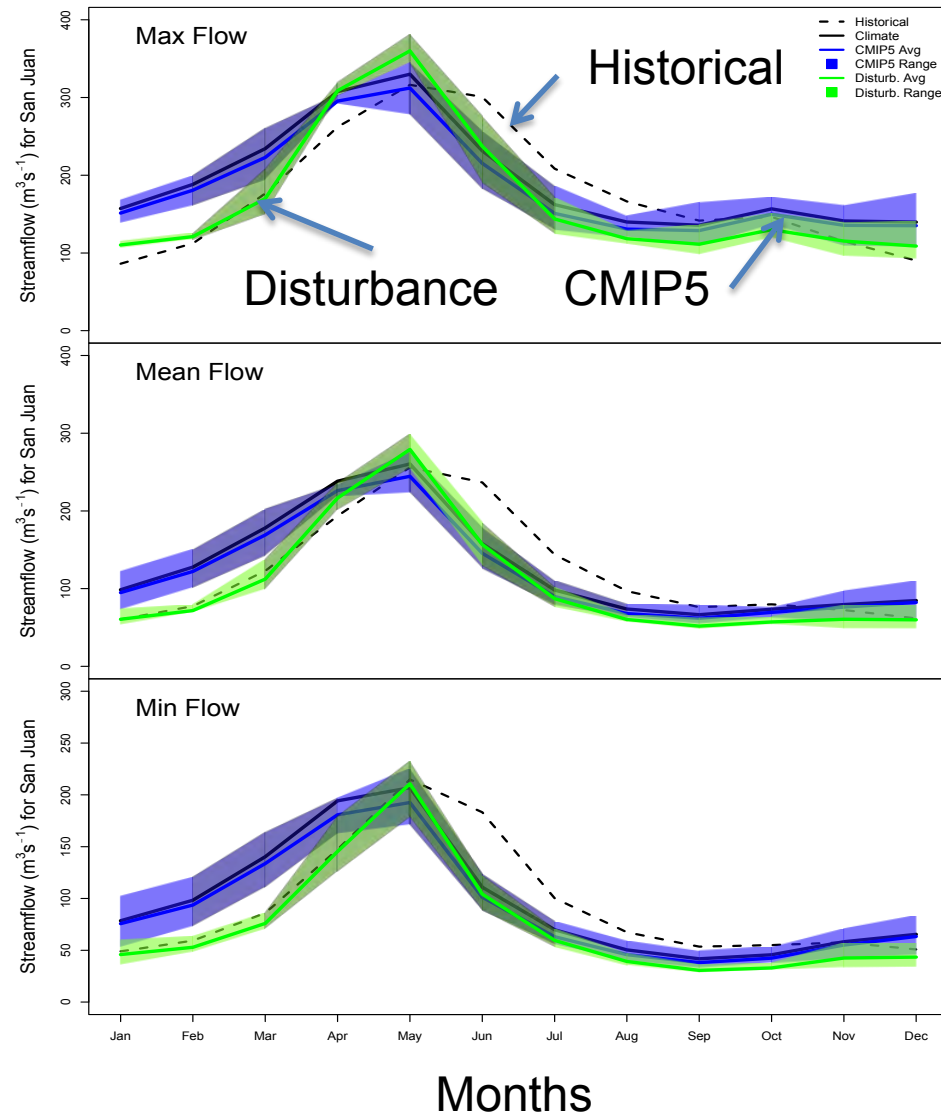 Max Flow
Historical
Climate
CMIP5 Avg
CMIP5 Range
Disturb. Avg
Disturb. Range
Historical
Disturbance
CMIP5
Streamflow (m³s⁻¹) for San Juan
400
300
200
100
0
Mean Flow
Streamflow (m³s⁻¹) for San Juan
400
300
200
100
0
Min Flow
Streamflow (m³s⁻¹) for San Juan
300
250
200
150
100
50
0
Jan Feb Mar Apr May Jun Jul Aug Sep Oct Nov Dec
Months